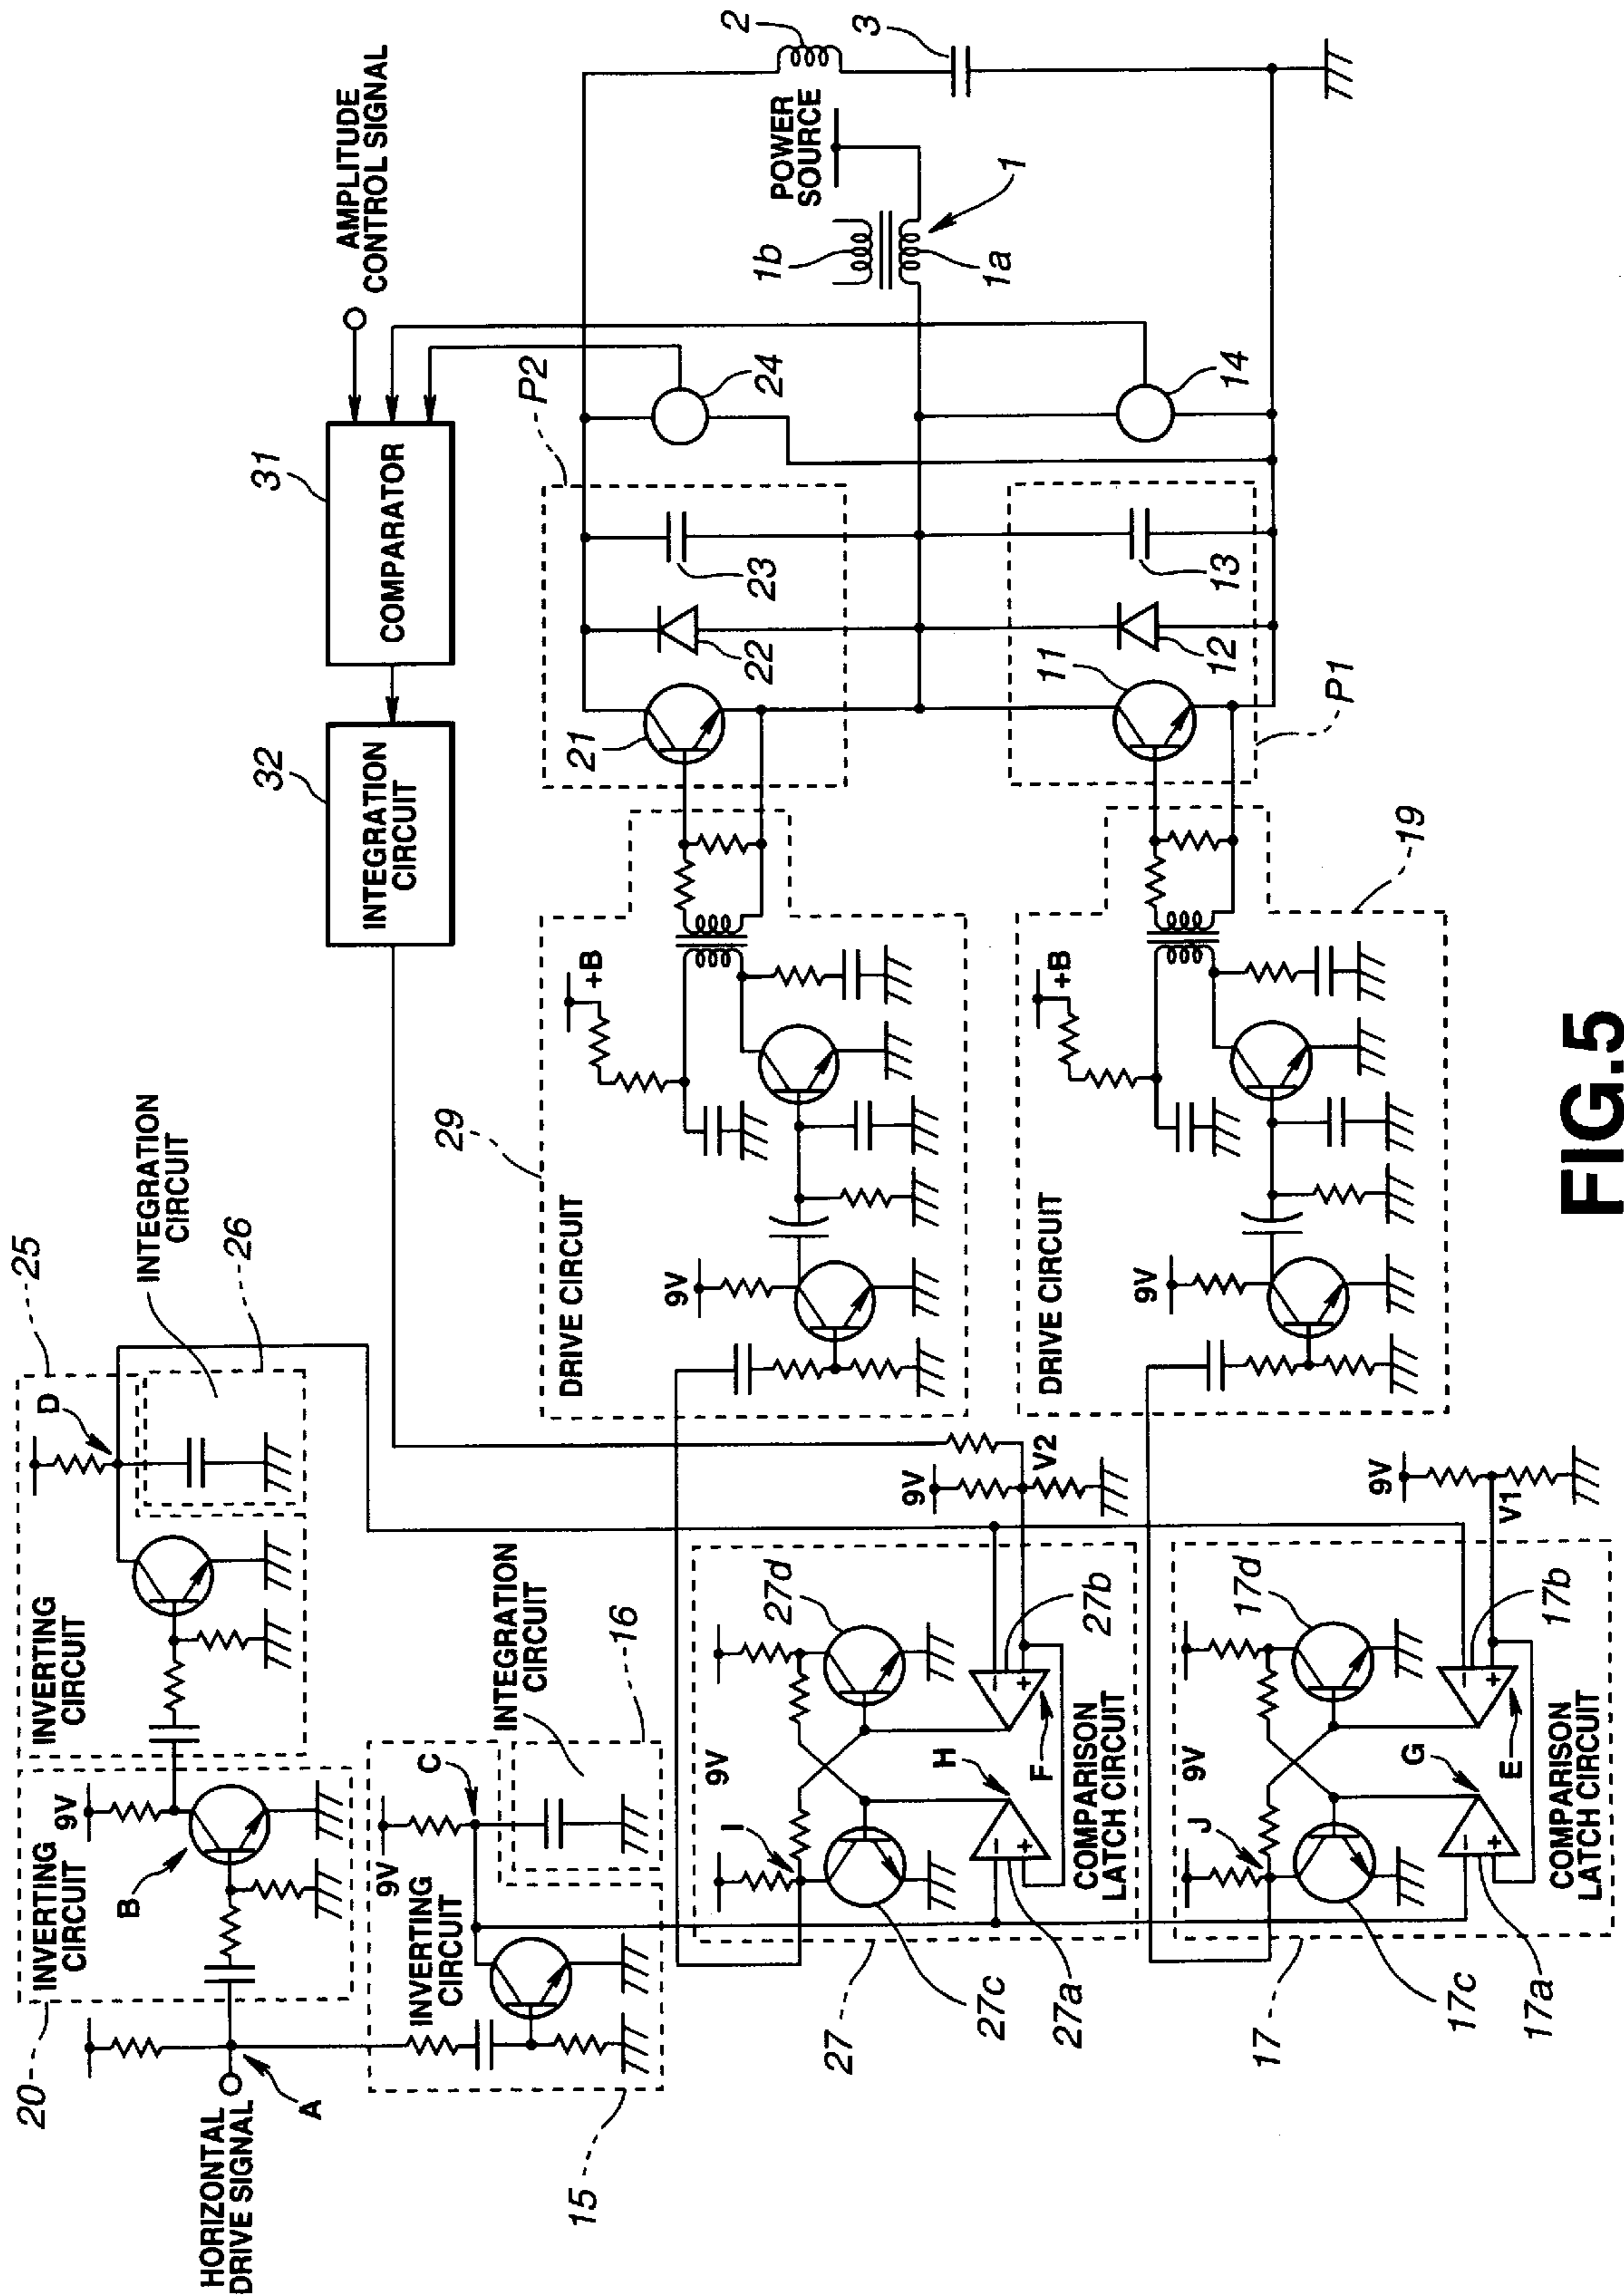 AMPLITUDE
CONTROL SIGNAL
31
COMPARATOR
32
INTEGRATION
CIRCUIT
2
3
POWER
SOURCE
1
1b
1a
P2
24
14
23
22
21
13
12
11
P1
25
INTEGRATION
CIRCUIT
26
D
INVERTING
CIRCUIT
29
DRIVE CIRCUIT
+B
9V
19
DRIVE CIRCUIT
+B
9V
20
INVERTING
CIRCUIT
9V
B
HORIZONTAL
DRIVE SIGNAL
A
15
INVERTING
CIRCUIT
9V
C
INTEGRATION
CIRCUIT
16
9V
V2
9V
V1
27
27c
27a
27d
27b
9V
I
H
F
−
+
−
+
COMPARISON
LATCH CIRCUIT
17
17c
17a
17d
17b
9V
J
G
E
−
+
−
+
COMPARISON
LATCH CIRCUIT
FIG.5